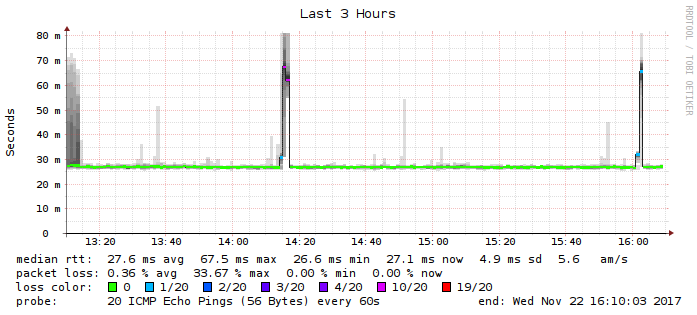 Last 3 Hours
RRDTOOL / TOBI OETIKER
Seconds
80 m
70 m
60 m
50 m
40 m
30 m
20 m
10 m
0
13:20 13:40 14:00 14:20 14:40 15:00 15:20 15:40 16:00
median rtt: 27.6 ms avg 67.5 ms max 26.6 ms min 27.1 ms now 4.9 ms sd 5.6 am/s
packet loss: 0.36 % avg 33.67 % max 0.00 % min 0.00 % now
loss color: 0 1/20 2/20 3/20 4/20 10/20 19/20
probe: 20 ICMP Echo Pings (56 Bytes) every 60s end: Wed Nov 22 16:10:03 2017